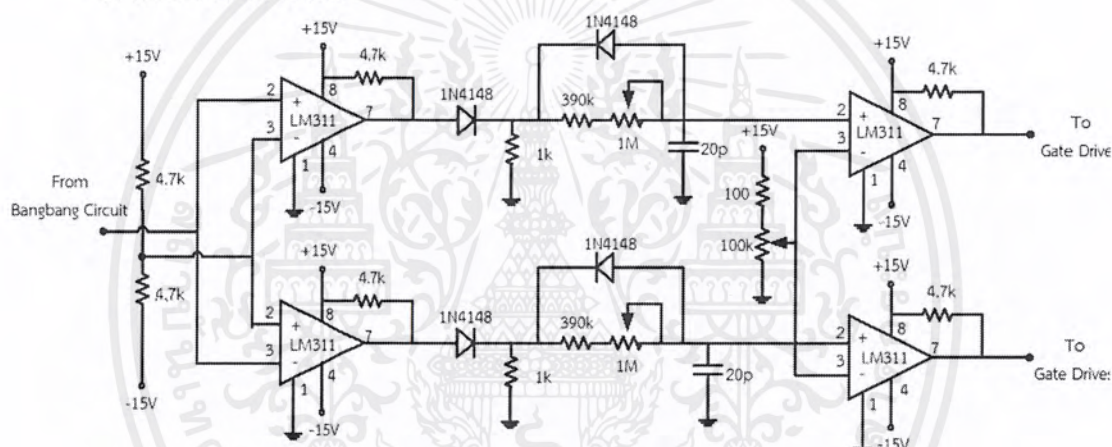 +15V
4.7k
From
Bangbang Circuit
4.7k
-15V
+15V
4.7k
2
+
8
LM311
7
3
-
1
4
-15V
1N4148
1k
1N4148
390k
1M
20p
+15V
100
100k
+15V
4.7k
2
+
8
LM311
7
3
-
1
4
-15V
To
Gate Drive
+15V
4.7k
2
+
8
LM311
7
3
-
1
4
-15V
1N4148
1k
1N4148
390k
1M
20p
+15V
4.7k
2
+
8
LM311
7
3
-
1
4
-15V
To
Gate Drive